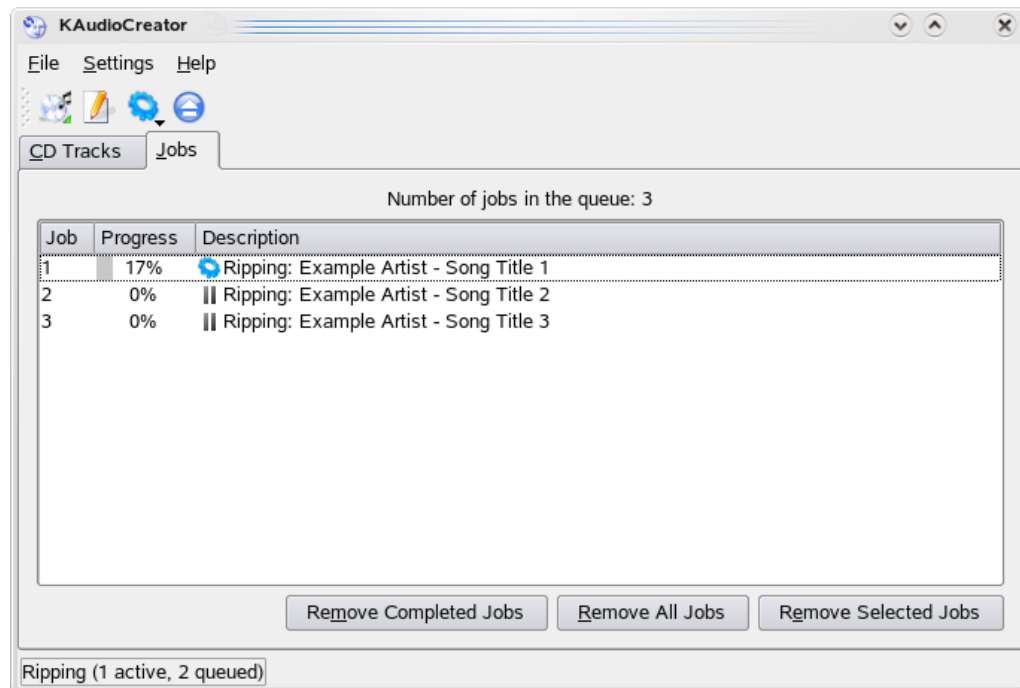 KAudioCreator
File Settings Help
CD Tracks Jobs
Number of jobs in the queue: 3
Job Progress Description
1 17% Ripping: Example Artist - Song Title 1
2 0% Ripping: Example Artist - Song Title 2
3 0% Ripping: Example Artist - Song Title 3
Remove Completed Jobs Remove All Jobs Remove Selected Jobs
Ripping (1 active, 2 queued)